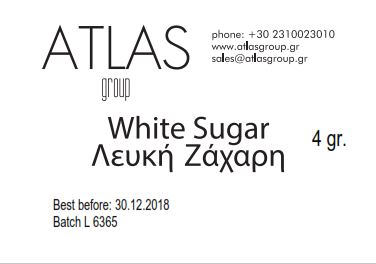 ATLAS
group
phone: +30 2310023010
www.atlasgroup.gr
sales@atlasgroup.gr
White Sugar
Λευκή Ζάχαρη
4 gr.
Best before: 30.12.2018
Batch L 6365